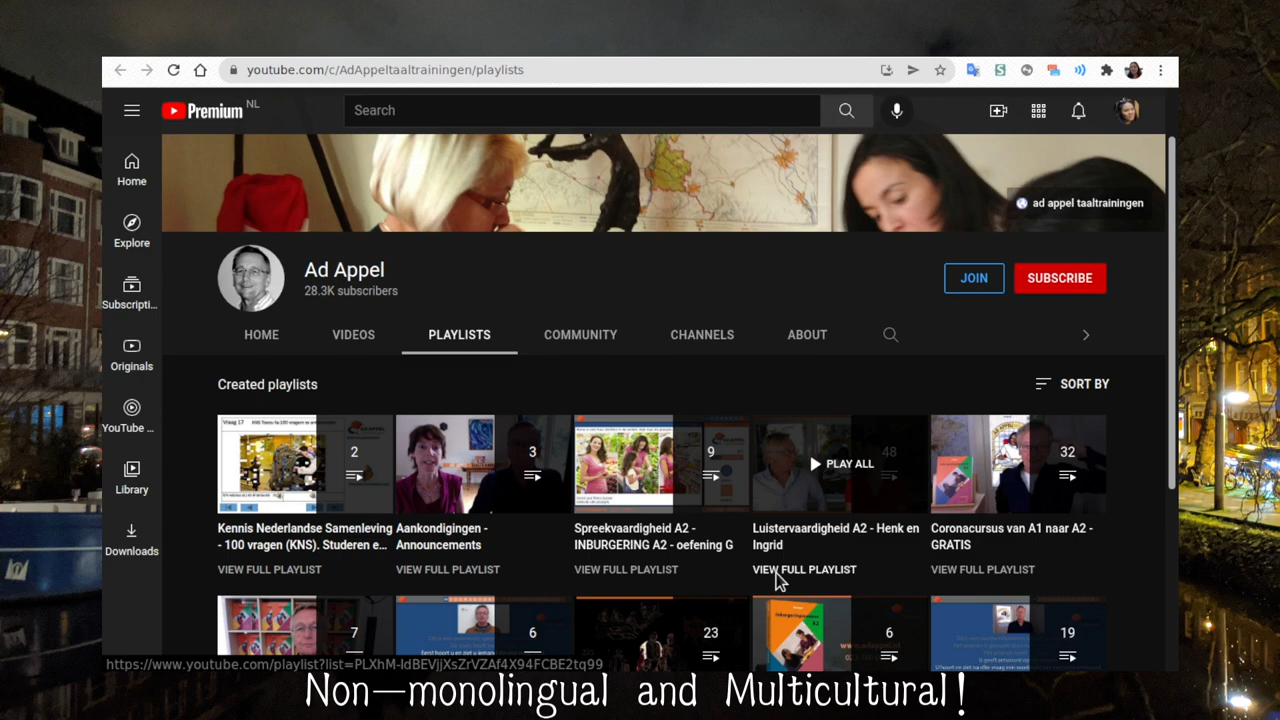 youtube.com/c/AdAppeltaaltrainingen/playlists
Premium NL
Search
Home
Explore
Subscripti...
Originals
YouTube ...
Library
Downloads
ad appel taaltrainingen
Ad Appel
28.3K subscribers
JOIN
SUBSCRIBE
HOME
VIDEOS
PLAYLISTS
COMMUNITY
CHANNELS
ABOUT
Created playlists
SORT BY
Vraag 17
2
Kennis Nederlandse Samenleving
- 100 vragen (KNS). Studeren e...
VIEW FULL PLAYLIST
3
Aankondigingen -
Announcements
VIEW FULL PLAYLIST
9
Spreekvaardigheid A2 -
INBURGERING A2 - oefening G
VIEW FULL PLAYLIST
48
PLAY ALL
Luistervaardigheid A2 - Henk en
Ingrid
VIEW FULL PLAYLIST
32
Coronacursus van A1 naar A2 -
GRATIS
VIEW FULL PLAYLIST
7
6
23
6
19
https://www.youtube.com/playlist?list=PLXhM-IdBEVjjXsZrVZAf4X94FCBE2tq99
Non-monolingual and Multicultural!